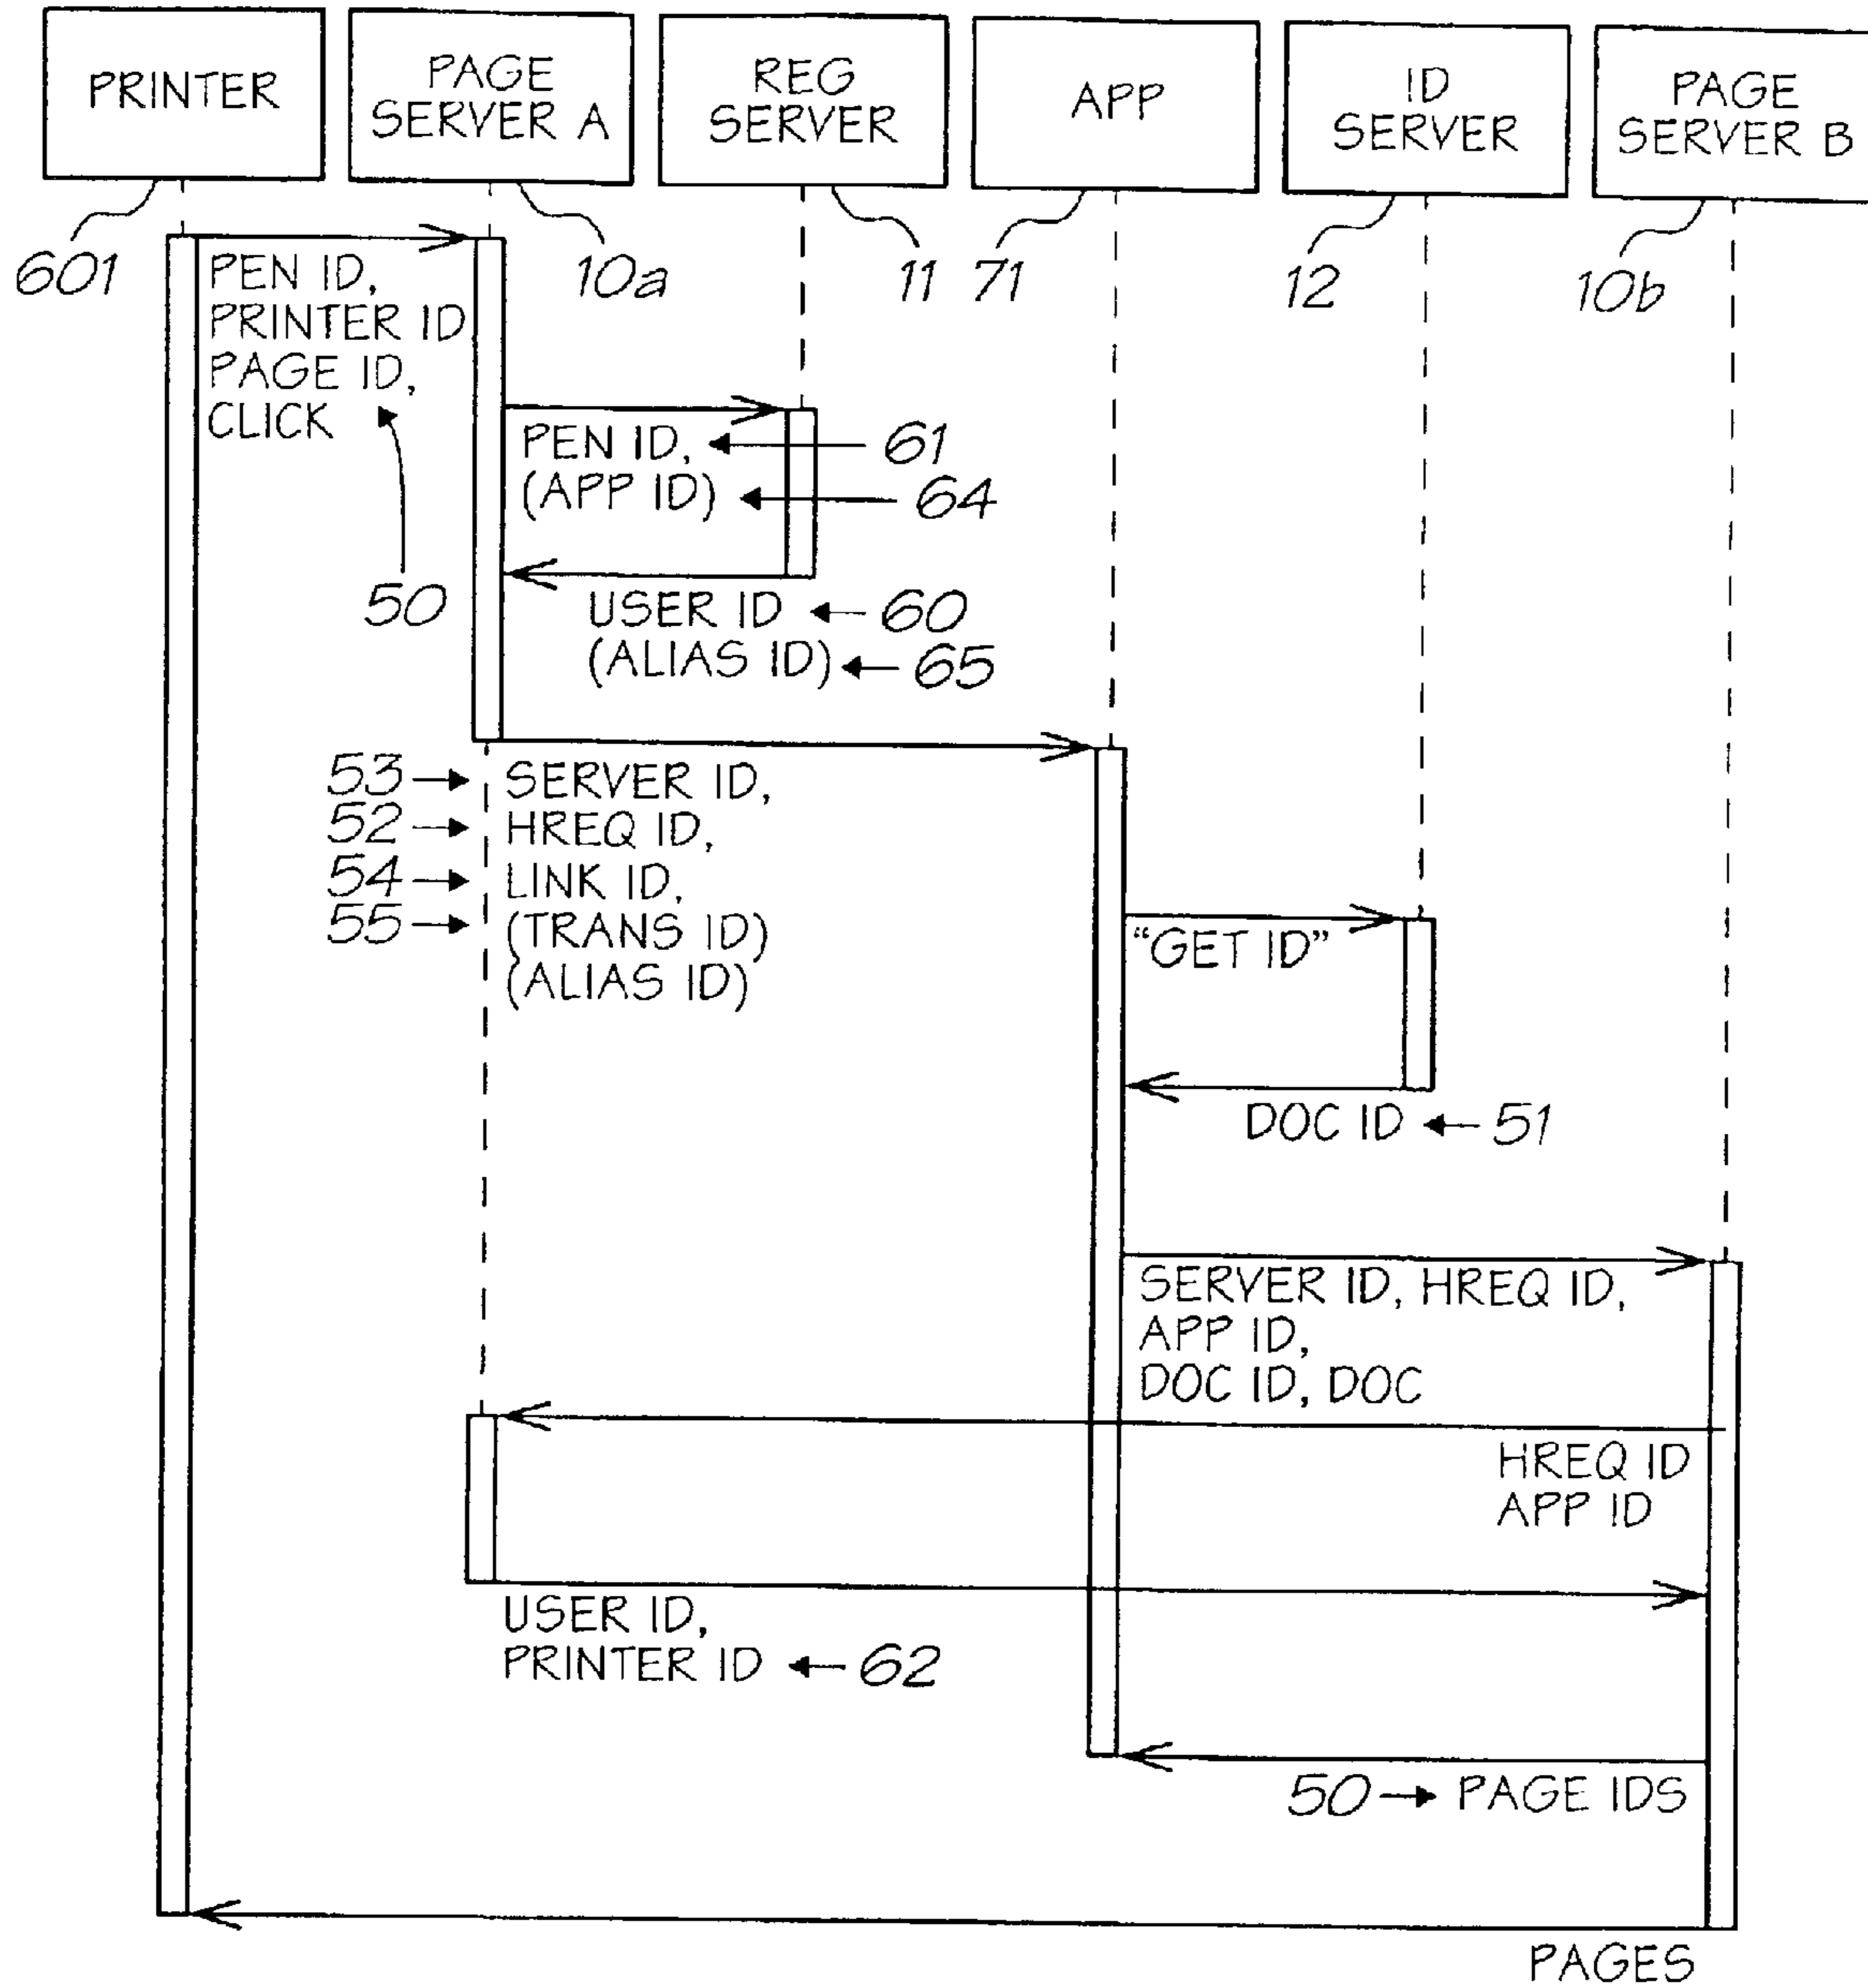 PRINTER
PAGE
SERVER A
REG
SERVER
APP
ID
SERVER
PAGE
SERVER B
601
10a
11
71
12
10b
PEN ID,
PRINTER ID
PAGE ID,
CLICK
50
PEN ID,
61
(APP ID)
64
USER ID
60
(ALIAS ID)
65
53
SERVER ID,
52
HREQ ID,
54
LINK ID,
55
(TRANS ID)
(ALIAS ID)
"GET ID"
DOC ID
51
SERVER ID, HREQ ID,
APP ID,
DOC ID, DOC
HREQ ID
APP ID
USER ID,
PRINTER ID
62
50
PAGE IDS
PAGES